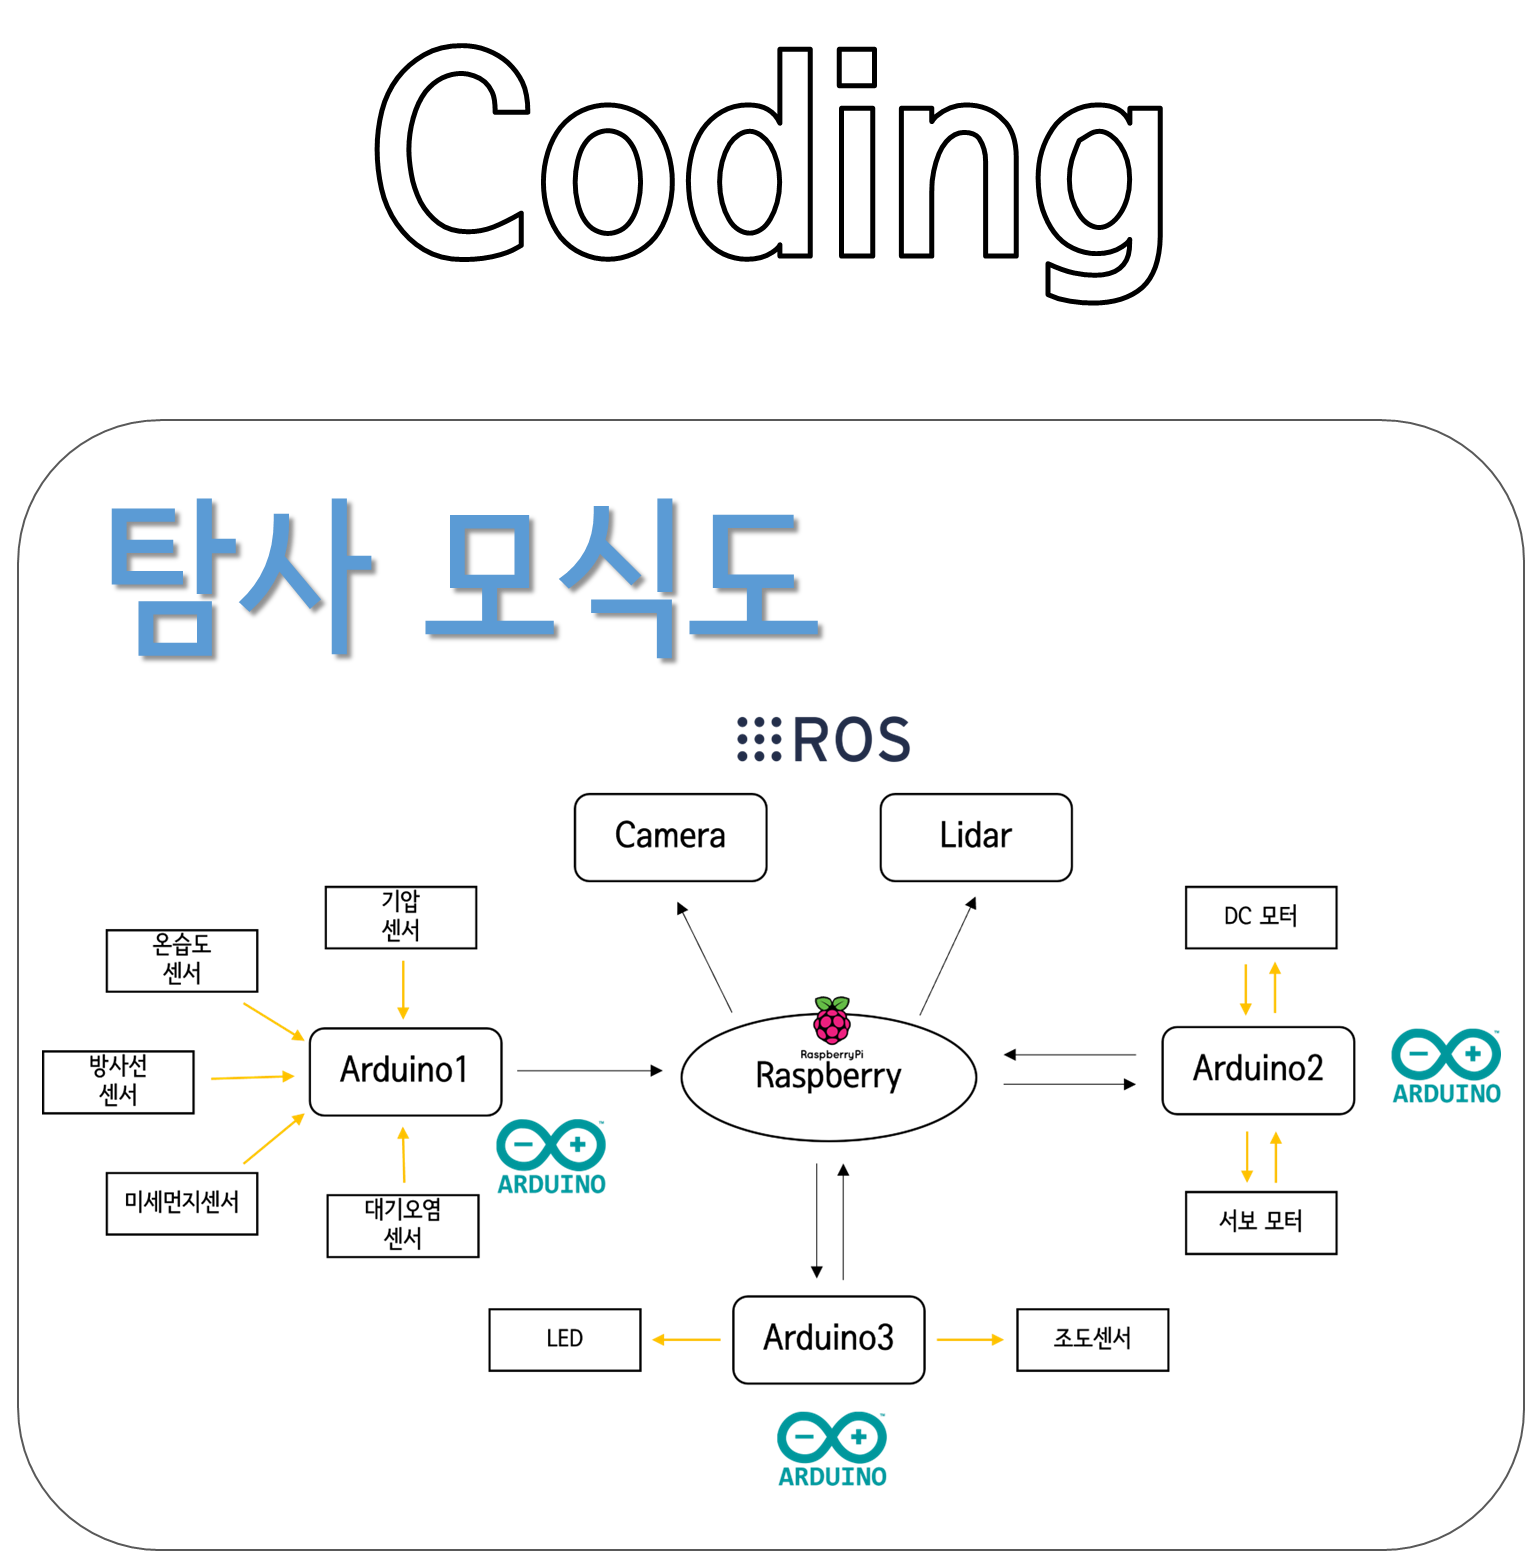 Coding
탐사 모식도
ROS
Camera
Lidar
기압
센서
DC 모터
온습도
센서
RaspberryPi
Raspberry
Arduino1
Arduino2
ARDUINO
방사선
센서
ARDUINO
미세먼지센서
대기오염
센서
서보 모터
LED
Arduino3
조도센서
ARDUINO